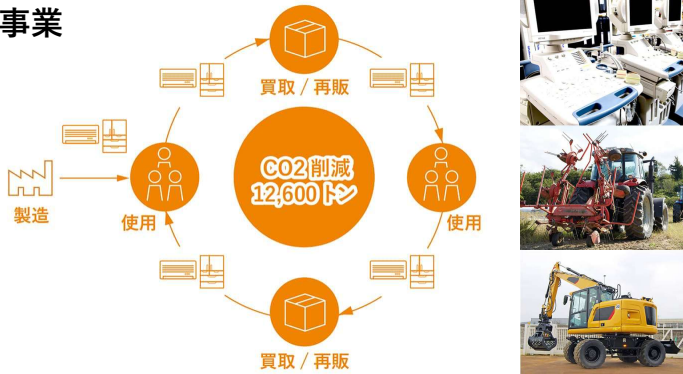 事業
買取 / 再販
CO2 削減
12,600 トン
製造
使用
使用
買取 / 再販